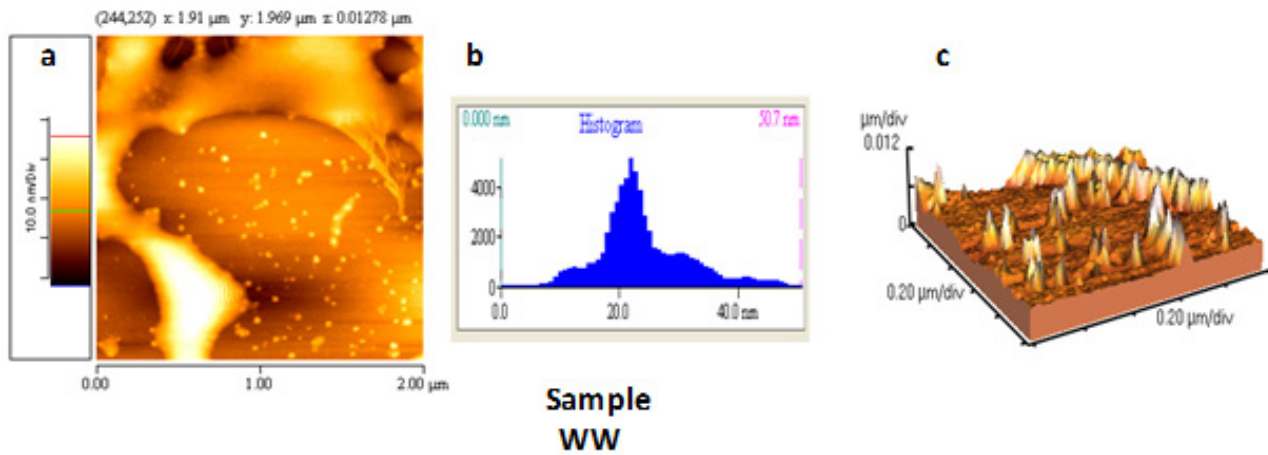 (244,252) x: 1.91 µm y: 1.969 µm z: 0.01278 µm
a
10.0 nm/Div
0.00
1.00
2.00 µm
b
0.000 nm
50.7 nm
Histogram
4000
2000
0
0.0
20.0
40.0 nm
c
µm/div
0.012
0
0.20 µm/div
0.20 µm/div
Sample
WW